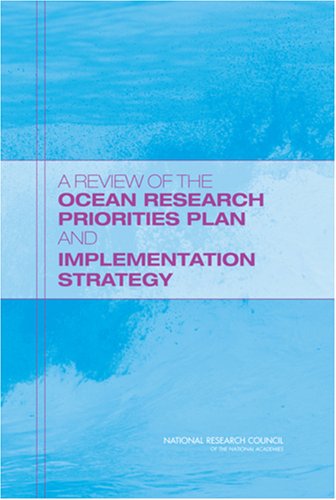 A REVIEW OF THE
OCEAN RESEARCH
PRIORITIES PLAN
AND
IMPLEMENTATION
STRATEGY
NATIONAL RESEARCH COUNCIL
OF THE NATIONAL ACADEMIES